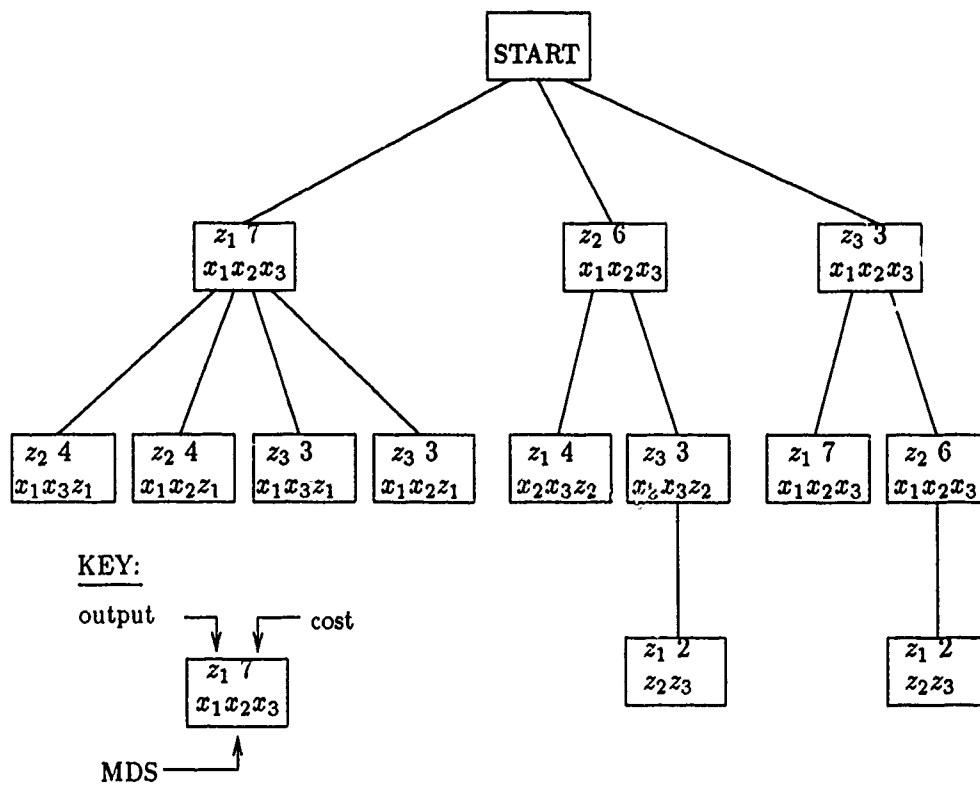 START
z₁ 7
x₁x₂x₃
z₂ 6
x₁x₂x₃
z₃ 3
x₁x₂x₃
z₂ 4
x₁x₃z₁
z₂ 4
x₁x₂z₁
z₃ 3
x₁x₃z₁
z₃ 3
x₁x₂z₁
z₁ 4
x₂x₃z₂
z₃ 3
x₃z₂
z₁ 7
x₁x₂x₃
z₂ 6
x₁x₂x₃
z₁ 2
z₂z₃
z₁ 2
z₂z₃
KEY:
output
cost
z₁ 7
x₁x₂x₃
MDS